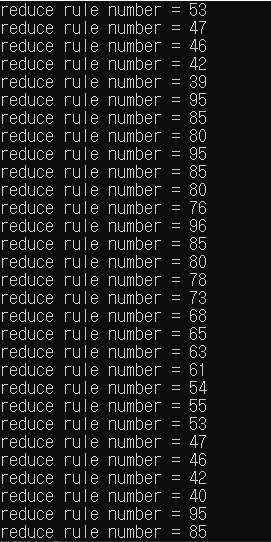 reduce rule number = 53
reduce rule number = 47
reduce rule number = 46
reduce rule number = 42
reduce rule number = 39
reduce rule number = 95
reduce rule number = 85
reduce rule number = 80
reduce rule number = 95
reduce rule number = 85
reduce rule number = 80
reduce rule number = 76
reduce rule number = 96
reduce rule number = 85
reduce rule number = 80
reduce rule number = 78
reduce rule number = 73
reduce rule number = 68
reduce rule number = 65
reduce rule number = 63
reduce rule number = 61
reduce rule number = 54
reduce rule number = 55
reduce rule number = 53
reduce rule number = 47
reduce rule number = 46
reduce rule number = 42
reduce rule number = 40
reduce rule number = 95
reduce rule number = 85